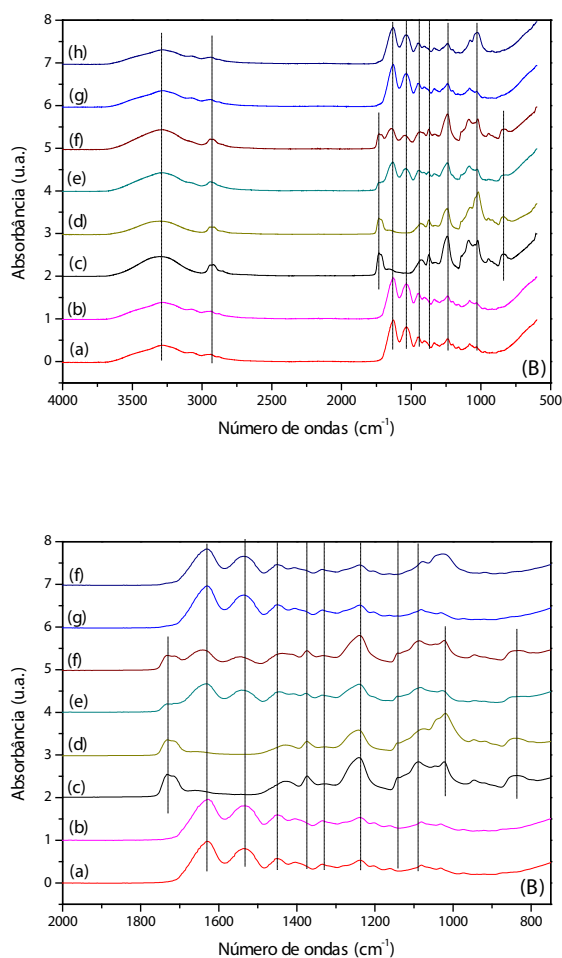 8
(h)
7
(g)
6
(f)
5
(e)
4
(d)
3
(c)
2
(b)
1
(a)
0
(B)
Absorbância (u.a.)
4000 3500 3000 2500 2000 1500 1000 500
Número de ondas (cm-1)
8
(f)
7
(g)
6
(f)
5
(e)
4
(d)
3
(c)
2
(b)
1
(a)
0
(B)
Absorbância (u.a.)
2000 1800 1600 1400 1200 1000 800
Número de ondas (cm-1)